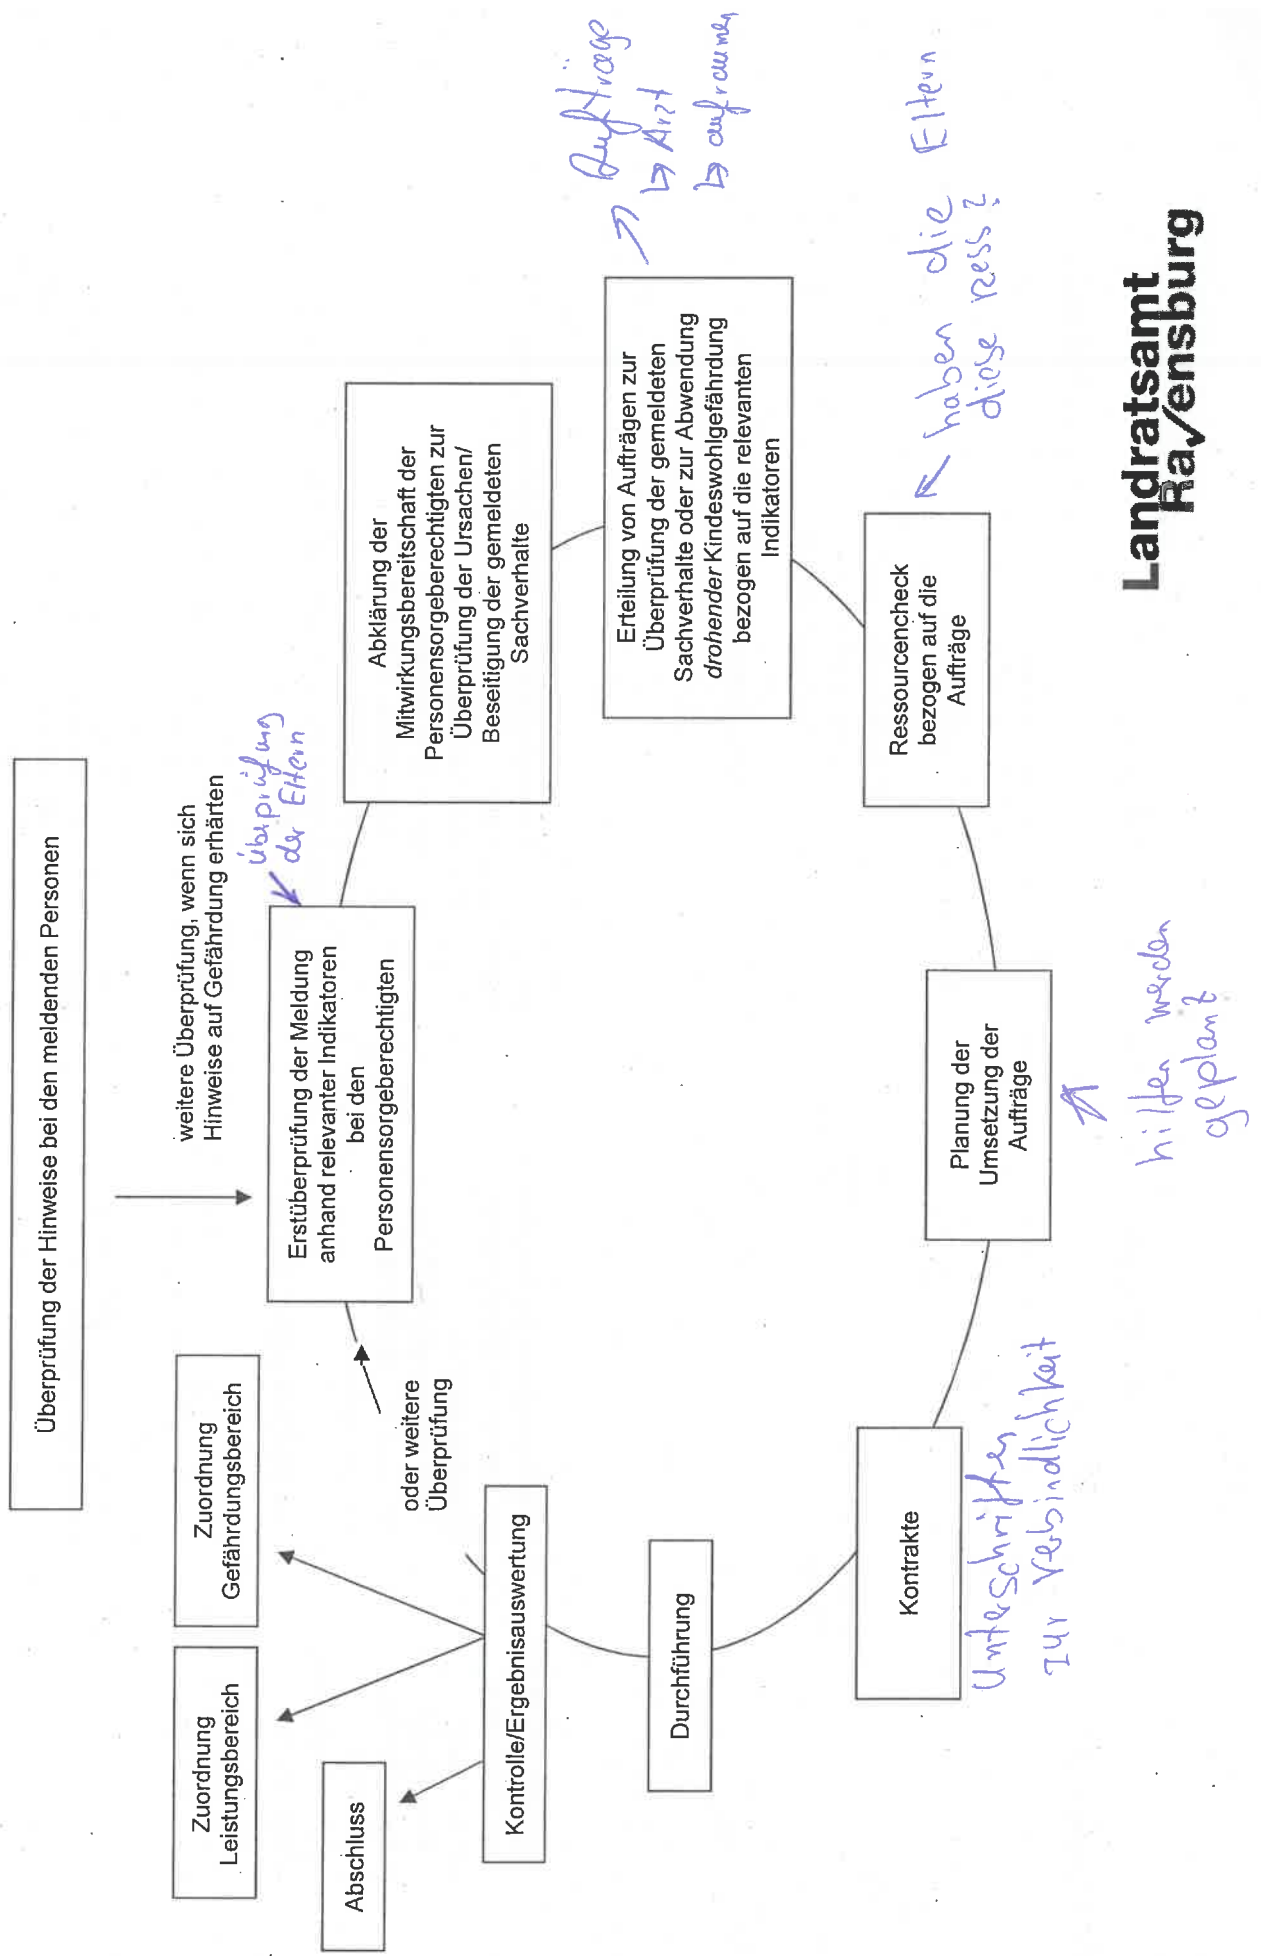 Überprüfung der Hinweise bei den meldenden Personen
weitere Überprüfung, wenn sich
Hinweise auf Gefährdung erhärten
überprüfung
der Eltern
Erstüberprüfung der Meldung
anhand relevanter Indikatoren
bei den
Personensorgeberechtigten
Abklärung der
Mitwirkungsbereitschaft der
Personensorgeberechtigten zur
Überprüfung der Ursachen/
Beseitigung der gemeldeten
Sachverhalte
Erteilung von Aufträgen zur
Überprüfung der gemeldeten
Sachverhalte oder zur Abwendung
drohender Kindeswohlgefährdung
bezogen auf die relevanten
Indikatoren
Aufträge
↳ Arzt
↳ aufräumen
Ressourcencheck
bezogen auf die
Aufträge
haben die Eltern
diese ress?
Planung der
Umsetzung der
Aufträge
hilfen werden
geplant
Kontrakte
Unterschriften
zur Verbindlichkeit
Durchführung
Kontrolle/Ergebnisauswertung
oder weitere
Überprüfung
Zuordnung
Gefährdungsbereich
Zuordnung
Leistungsbereich
Abschluss
Landratsamt
Ravensburg